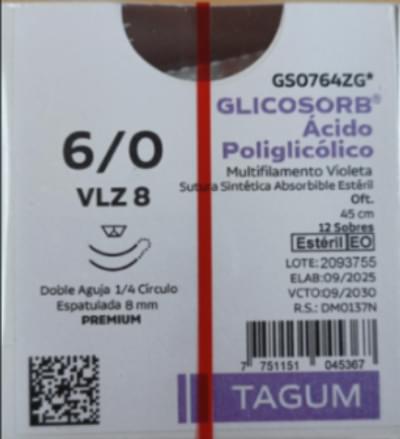 GS0764ZG*
GLICOSORB®
Ácido
Poliglicólico
Multifilamento Violeta
Sutura Sintética Absorbible Estéril
Oft.
45 cm
12 Sobres
Estéril EO
LOTE: 2093755
ELAB:09/2025
VCTO:09/2030
R.S.: DM0137N
6/0
VLZ 8
Doble Aguja 1/4 Círculo
Espatulada 8 mm
PREMIUM
7 751151 045367
TAGUM